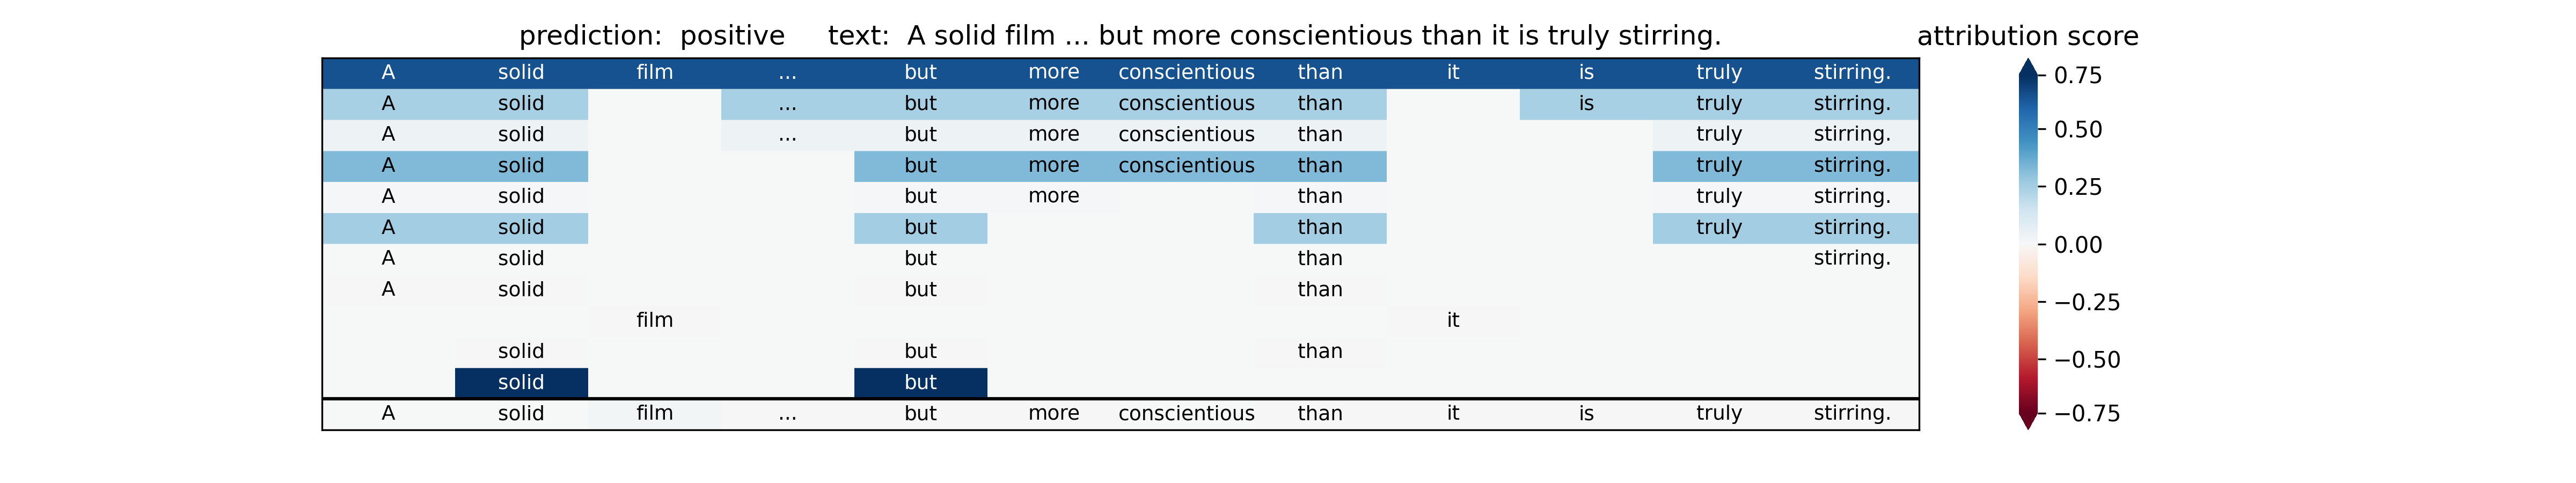 prediction:  positive     text:  A solid film ... but more conscientious than it is truly stirring.
attribution score
A solid film ... but more conscientious than it is truly stirring.
A solid ... but more conscientious than is truly stirring.
A solid ... but more conscientious than truly stirring.
A solid but more conscientious than truly stirring.
A solid but more than truly stirring.
A solid but than truly stirring.
A solid but than stirring.
A solid but than
film it
solid but than
solid but
A solid film ... but more conscientious than it is truly stirring.
0.75
0.50
0.25
0.00
−0.25
−0.50
−0.75